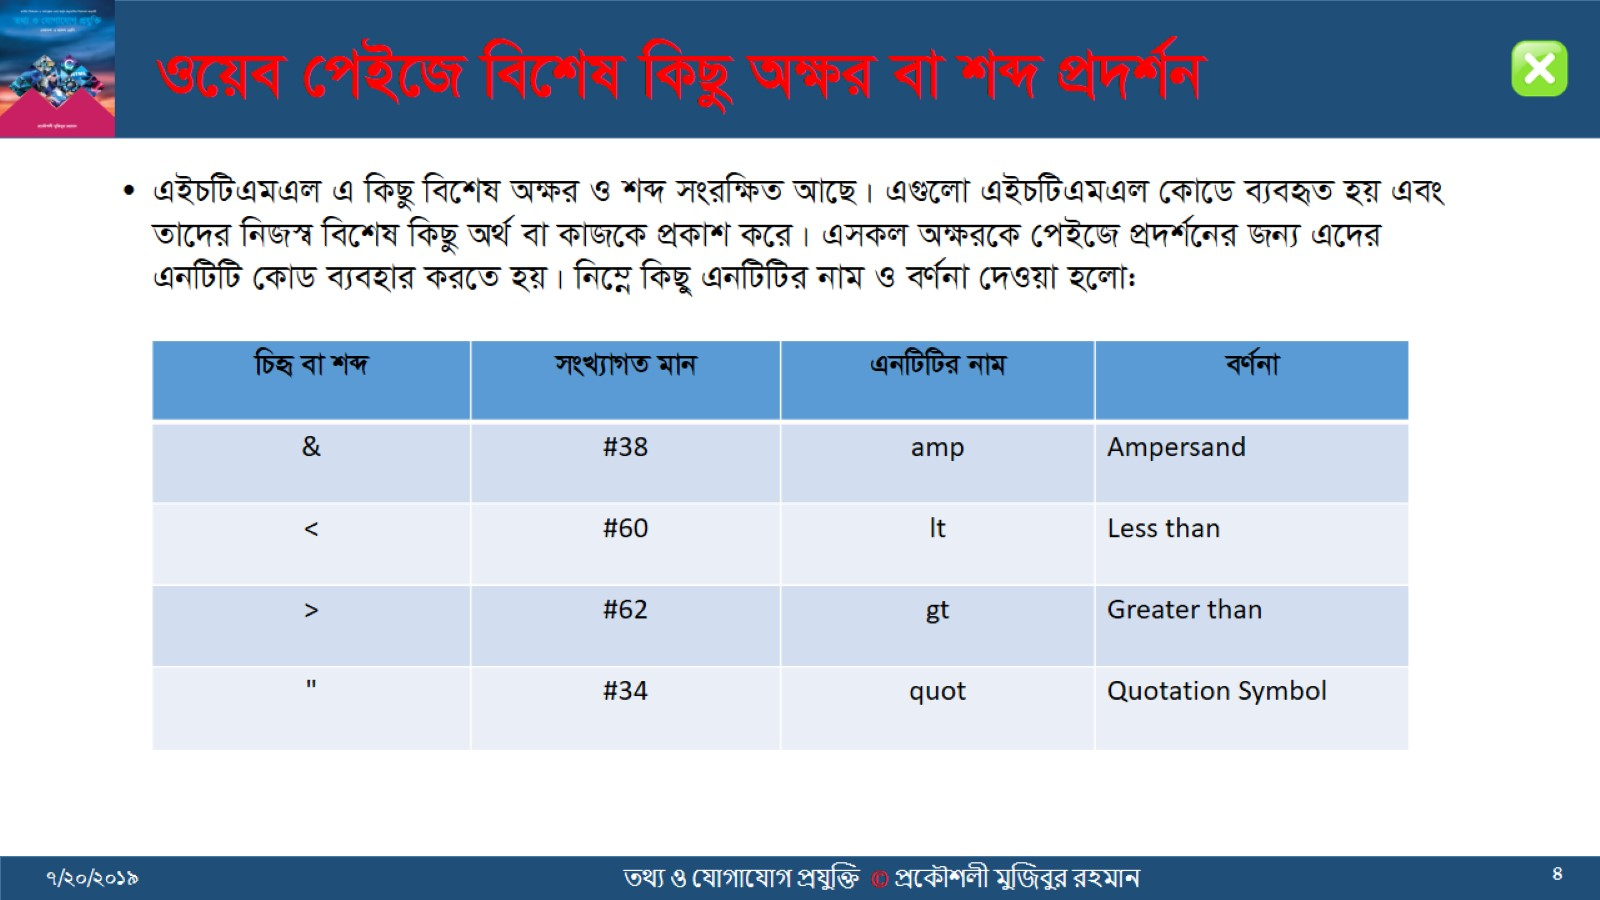 তথ্য ও যোগাযোগ প্রযুক্তি
ওয়েব পেইজে বিশেষ কিছু অক্ষর বা শব্দ প্রদর্শন
• এইচটিএমএল এ কিছু বিশেষ অক্ষর ও শব্দ সংরক্ষিত আছে। এগুলো এইচটিএমএল কোডে ব্যবহৃত হয় এবং
তাদের নিজস্ব বিশেষ কিছু অর্থ বা কাজকে প্রকাশ করে। এসকল অক্ষরকে পেইজে প্রদর্শনের জন্য এদের
এনটিটি কোড ব্যবহার করতে হয়। নিম্নে কিছু এনটিটির নাম ও বর্ণনা দেওয়া হলো:
চিহ্ন বা শব্দ সংখ্যাগত মান এনটিটির নাম বর্ণনা
& #38 amp Ampersand
< #60 lt Less than
> #62 gt Greater than
" #34 quot Quotation Symbol
৭/২০/২০১৯ তথ্য ও যোগাযোগ প্রযুক্তি © প্রকৌশলী মুজিবুর রহমান ৪